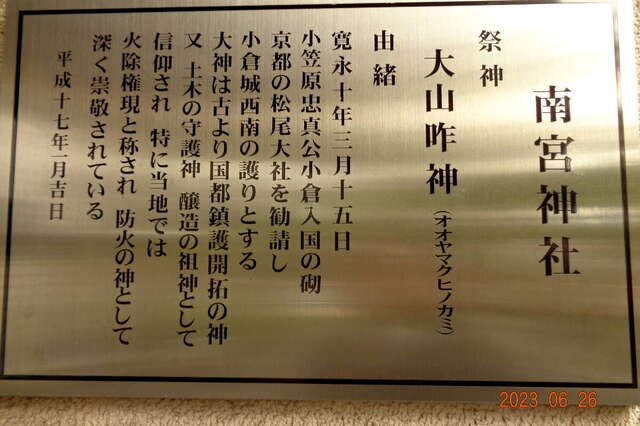 南宮神社
祭神
大山咋神(オオヤマクヒノカミ)
由緒
寛永十年三月十五日
小笠原忠真公小倉入国の砌
京都の松尾大社を勧請し
小倉城西南の護りとする
大神は古より国都鎮護開拓の神
又 土木の守護神 醸造の祖神として
信仰され 特に当地では
火除権現と称され 防火の神として
深く崇敬されている
平成十七年一月吉日
2023 06 26